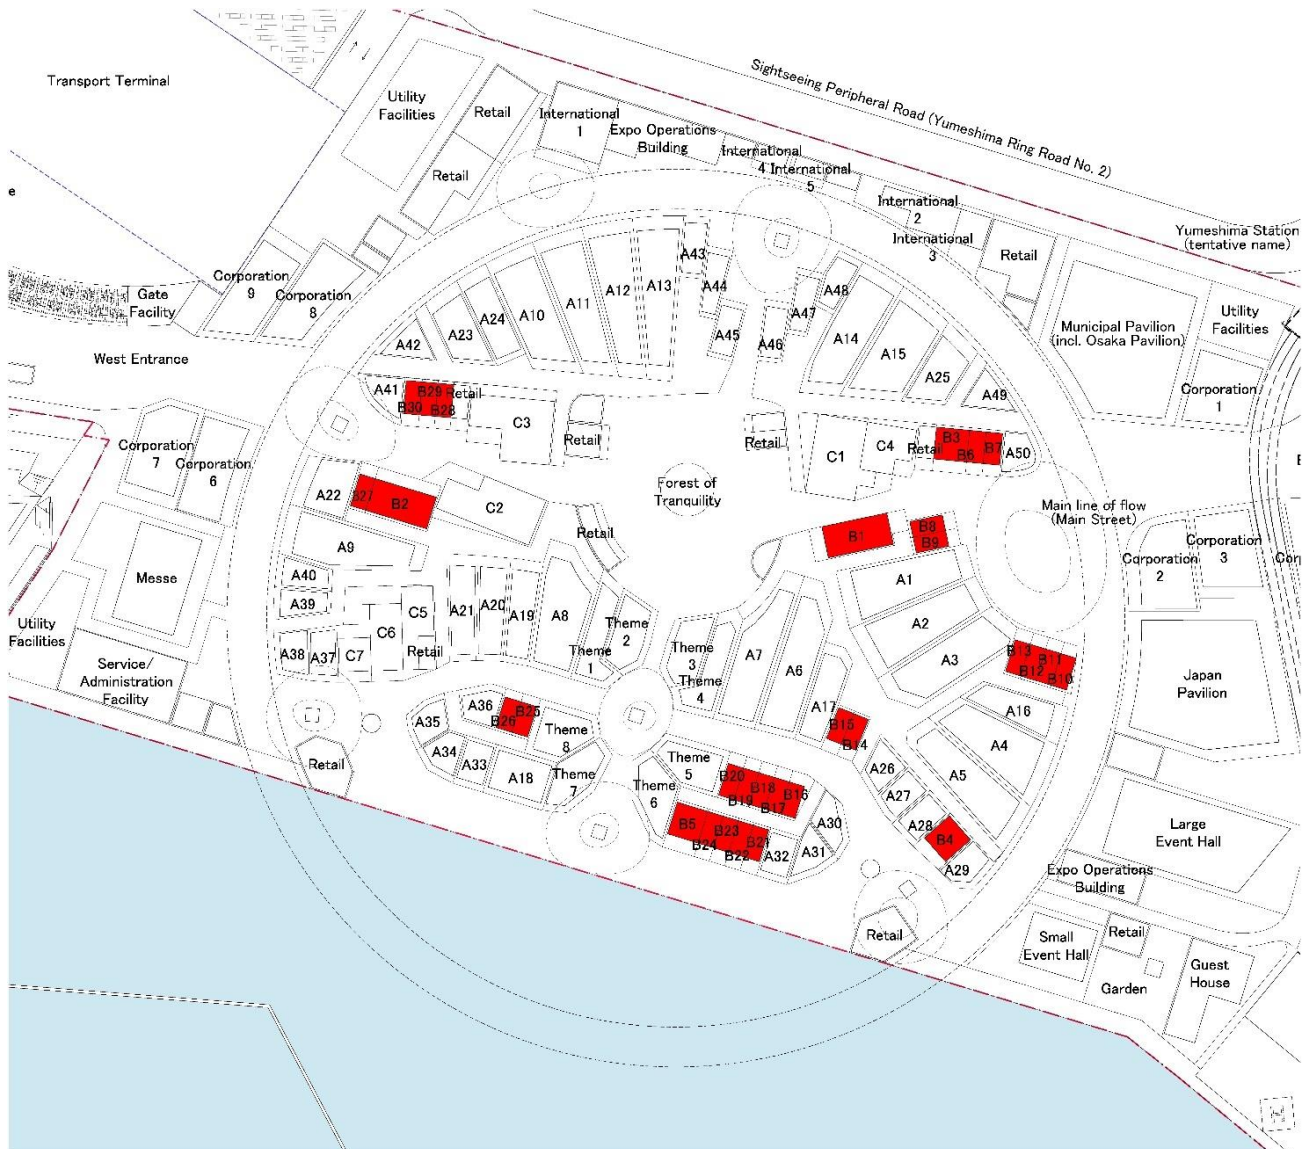 Sightseeing Peripheral Road (Yumeshima Ring Road No. 2)
Transport Terminal
Utility
Facilities
Retail
International
1
Expo Operations
Building
International
4
International
5
Retail
International
2
International
3
Retail
Yumeshima Station
(tentative name)
e
Gate
Facility
Corporation
9
Corporation
8
A43
A44
A48
A47
A45
A46
A13
A12
A11
A10
A24
A23
A42
A14
A15
A25
A49
Municipal Pavilion
(incl. Osaka Pavilion)
Utility
Facilities
Corporation
1
West Entrance
A41
B29
Retail
B30
B28
C3
Retail
Retail
C1
C4
Retail
B3
B6
B7
A50
Corporation
7
Corporation
6
A22
B27
B2
C2
Retail
Forest of
Tranquility
B1
B8
B9
Main line of flow
(Main Street)
Corporation
2
Corporation
3
Messe
A9
A40
A39
A38
A37
C5
C6
C7
Retail
A21
A20
A19
A8
Theme
1
Theme
2
Theme
3
Theme
4
A7
A6
A17
A1
A2
A3
B13
B11
B12
B10
Utility
Facilities
Service/
Administration
Facility
Japan
Pavilion
A36
A35
A34
A33
A18
B25
B26
Theme
8
Theme
7
B15
B14
A16
A4
A5
A26
A27
A28
B4
A29
Retail
Theme
5
Theme
6
B20
B18
B16
B19
B17
B5
B23
B21
B24
B22
A32
A31
A30
Large
Event Hall
Expo Operations
Building
Retail
Small
Event Hall
Retail
Garden
Guest
House